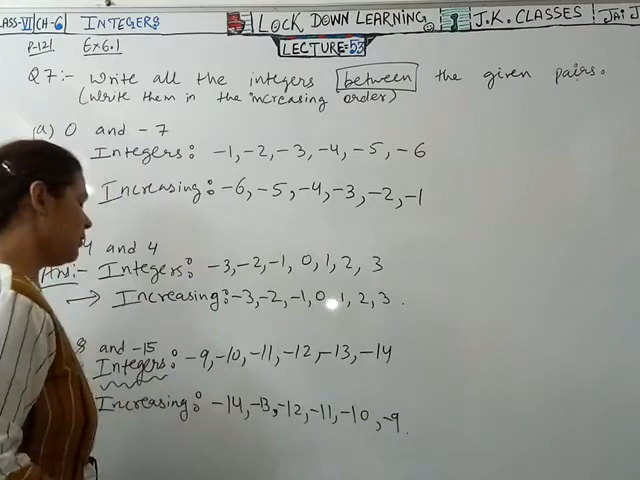 CLASS-VI CH-6 INTEGERS LOCK DOWN LEARNING J.K. CLASSES JAI J
P-121 Ex 6.1 LECTURE=53
Q7:- Write all the integers between the given pairs.
(Write them in the increasing order)
(a) 0 and -7
Integers: -1, -2, -3, -4, -5, -6
Increasing: -6, -5, -4, -3, -2, -1
4 and 4
Ans:- Integers: -3, -2, -1, 0, 1, 2, 3
→ Increasing: -3, -2, -1, 0, 1, 2, 3.
8 and -15
Integers: -9, -10, -11, -12, -13, -14
Increasing: -14, -13, -12, -11, -10, -9.